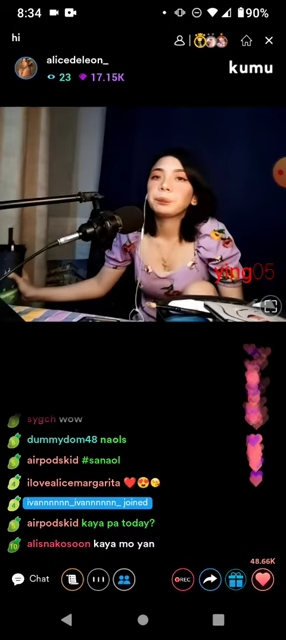 8:34
90%
hi
alicedeleon_
23 17.15K
kumu
ying05
sygch wow
dummydom48 naols
airpodskid #sanaol
ilovealicemargarita
ivannnnnn_ivannnnnn_ joined
airpodskid kaya pa today?
alisnakosoon kaya mo yan
48.66K
Chat
REC